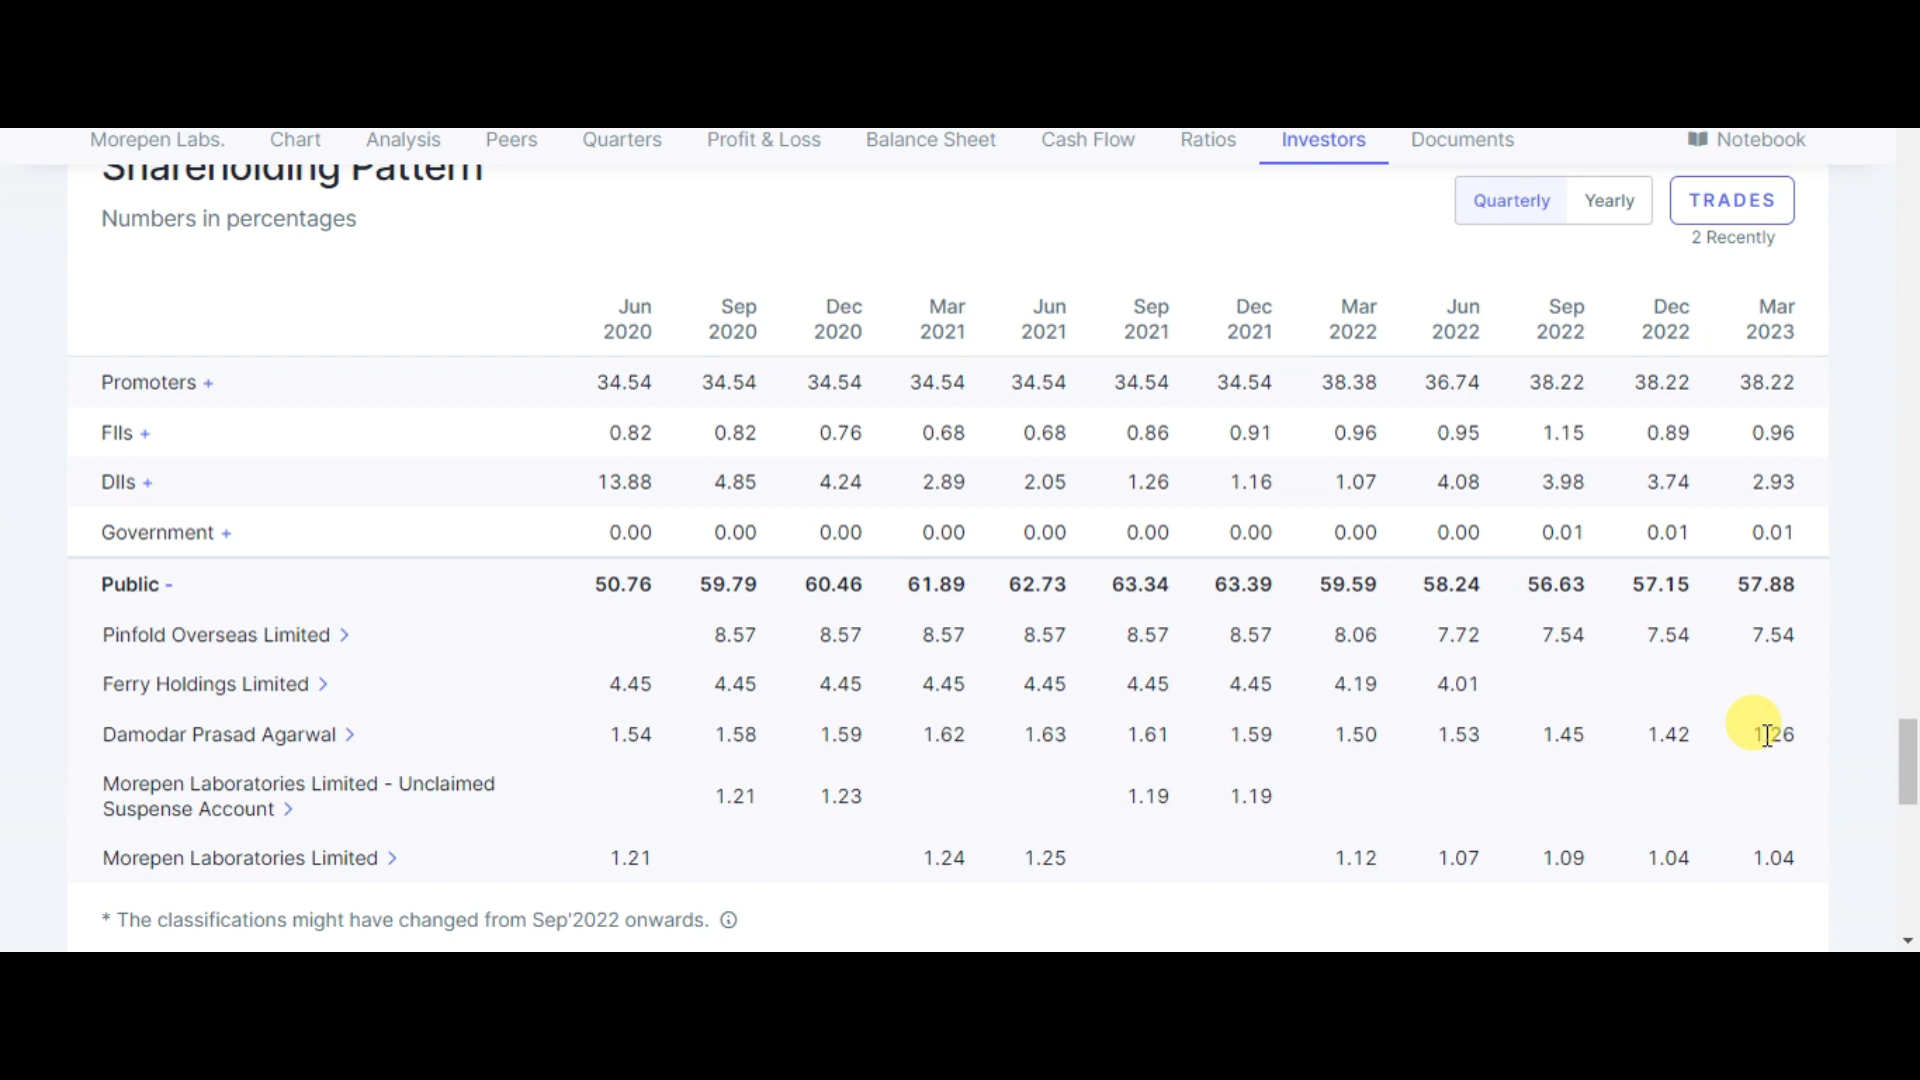 Morepen Labs. Chart Analysis Peers Quarters Profit & Loss Balance Sheet Cash Flow Ratios Investors Documents Notebook
Shareholding Pattern
Numbers in percentages
Quarterly Yearly TRADES
2 Recently
Jun 2020 Sep 2020 Dec 2020 Mar 2021 Jun 2021 Sep 2021 Dec 2021 Mar 2022 Jun 2022 Sep 2022 Dec 2022 Mar 2023
Promoters + 34.54 34.54 34.54 34.54 34.54 34.54 34.54 38.38 36.74 38.22 38.22 38.22
FIIs + 0.82 0.82 0.76 0.68 0.68 0.86 0.91 0.96 0.95 1.15 0.89 0.96
DIIs + 13.88 4.85 4.24 2.89 2.05 1.26 1.16 1.07 4.08 3.98 3.74 2.93
Government + 0.00 0.00 0.00 0.00 0.00 0.00 0.00 0.00 0.00 0.01 0.01 0.01
Public - 50.76 59.79 60.46 61.89 62.73 63.34 63.39 59.59 58.24 56.63 57.15 57.88
Pinfold Overseas Limited > 8.57 8.57 8.57 8.57 8.57 8.57 8.06 7.72 7.54 7.54 7.54
Ferry Holdings Limited > 4.45 4.45 4.45 4.45 4.45 4.45 4.45 4.19 4.01
Damodar Prasad Agarwal > 1.54 1.58 1.59 1.62 1.63 1.61 1.59 1.50 1.53 1.45 1.42 1.26
Morepen Laboratories Limited - Unclaimed
Suspense Account > 1.21 1.23 1.19 1.19
Morepen Laboratories Limited > 1.21 1.24 1.25 1.12 1.07 1.09 1.04 1.04
* The classifications might have changed from Sep'2022 onwards.